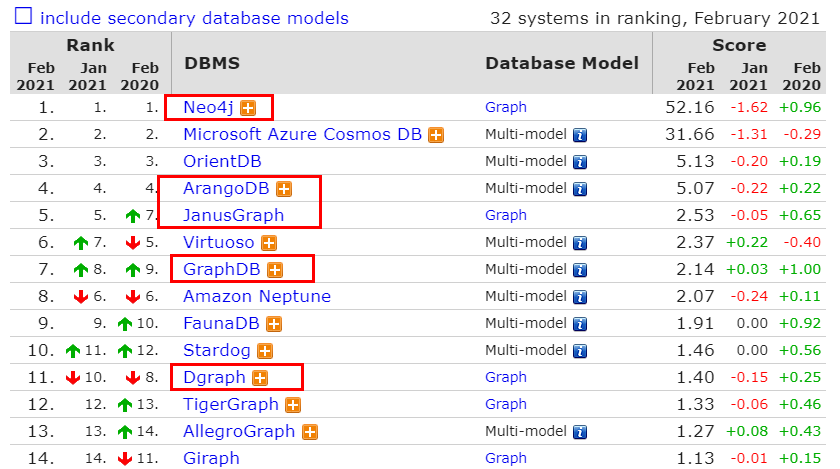 include secondary database models 32 systems in ranking, February 2021
Rank DBMS Database Model Score
Feb 2021 Jan 2021 Feb 2020 Feb 2021 Jan 2021 Feb 2020
1. 1. 1. Neo4j Graph 52.16 -1.62 +0.96
2. 2. 2. Microsoft Azure Cosmos DB Multi-model 31.66 -1.31 -0.29
3. 3. 3. OrientDB Multi-model 5.13 -0.20 +0.19
4. 4. 4. ArangoDB Multi-model 5.07 -0.22 +0.22
5. 5. 7. JanusGraph Graph 2.53 -0.05 +0.65
6. 7. 5. Virtuoso Multi-model 2.37 +0.22 -0.40
7. 8. 9. GraphDB Multi-model 2.14 +0.03 +1.00
8. 6. 6. Amazon Neptune Multi-model 2.07 -0.24 +0.11
9. 9. 10. FaunaDB Multi-model 1.91 0.00 +0.92
10. 11. 12. Stardog Multi-model 1.46 0.00 +0.56
11. 10. 8. Dgraph Graph 1.40 -0.15 +0.25
12. 12. 13. TigerGraph Graph 1.33 -0.06 +0.46
13. 13. 14. AllegroGraph Multi-model 1.27 +0.08 +0.43
14. 14. 11. Giraph Graph 1.13 -0.01 +0.15